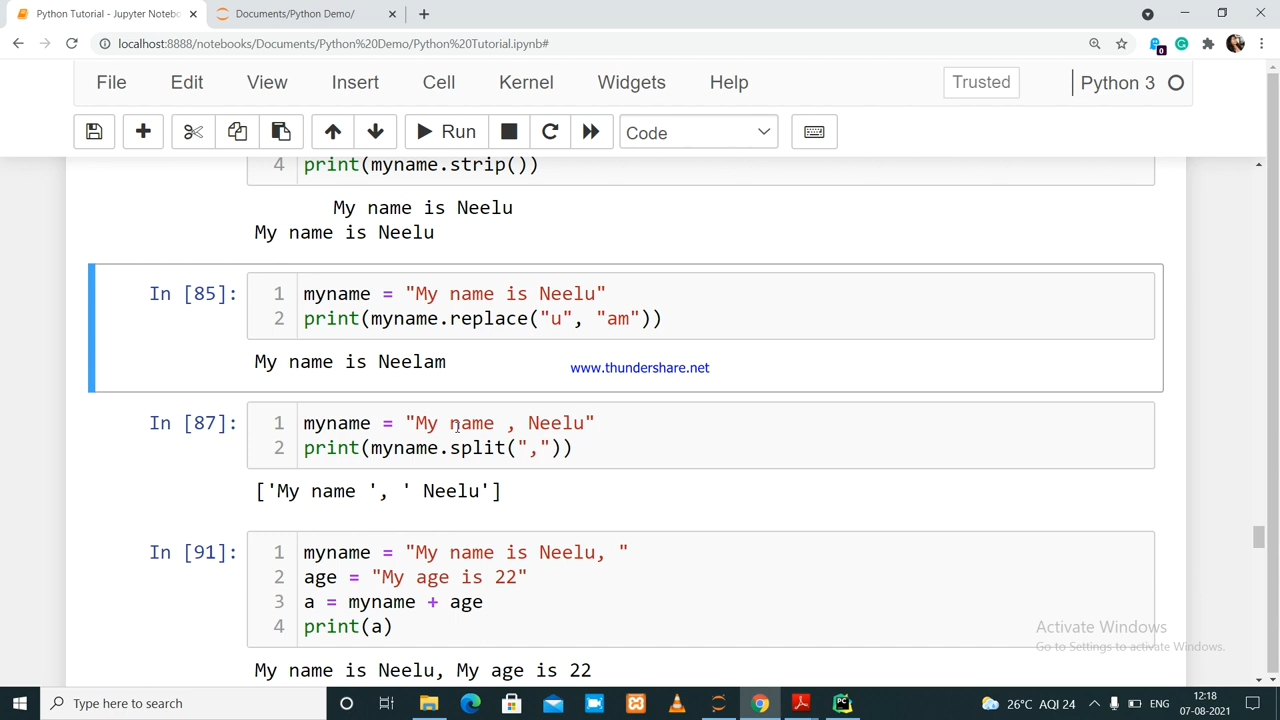 Python Tutorial - Jupyter Notebo
Documents/Python Demo/
localhost:8888/notebooks/Documents/Python%20Demo/Python%20Tutorial.ipynb#
0
File Edit View Insert Cell Kernel Widgets Help Trusted Python 3
Run Code
4 print(myname.strip())
My name is Neelu
My name is Neelu
In [85]: 1 myname = "My name is Neelu"
2 print(myname.replace("u", "am"))
My name is Neelam
www.thundershare.net
In [87]: 1 myname = "My name , Neelu"
2 print(myname.split(","))
['My name ', ' Neelu']
In [91]: 1 myname = "My name is Neelu, "
2 age = "My age is 22"
3 a = myname + age
4 print(a)
My name is Neelu, My age is 22
Activate Windows
Go to Settings to activate Windows.
Type here to search
PC
26°C AQI 24
ENG
12:18
07-08-2021